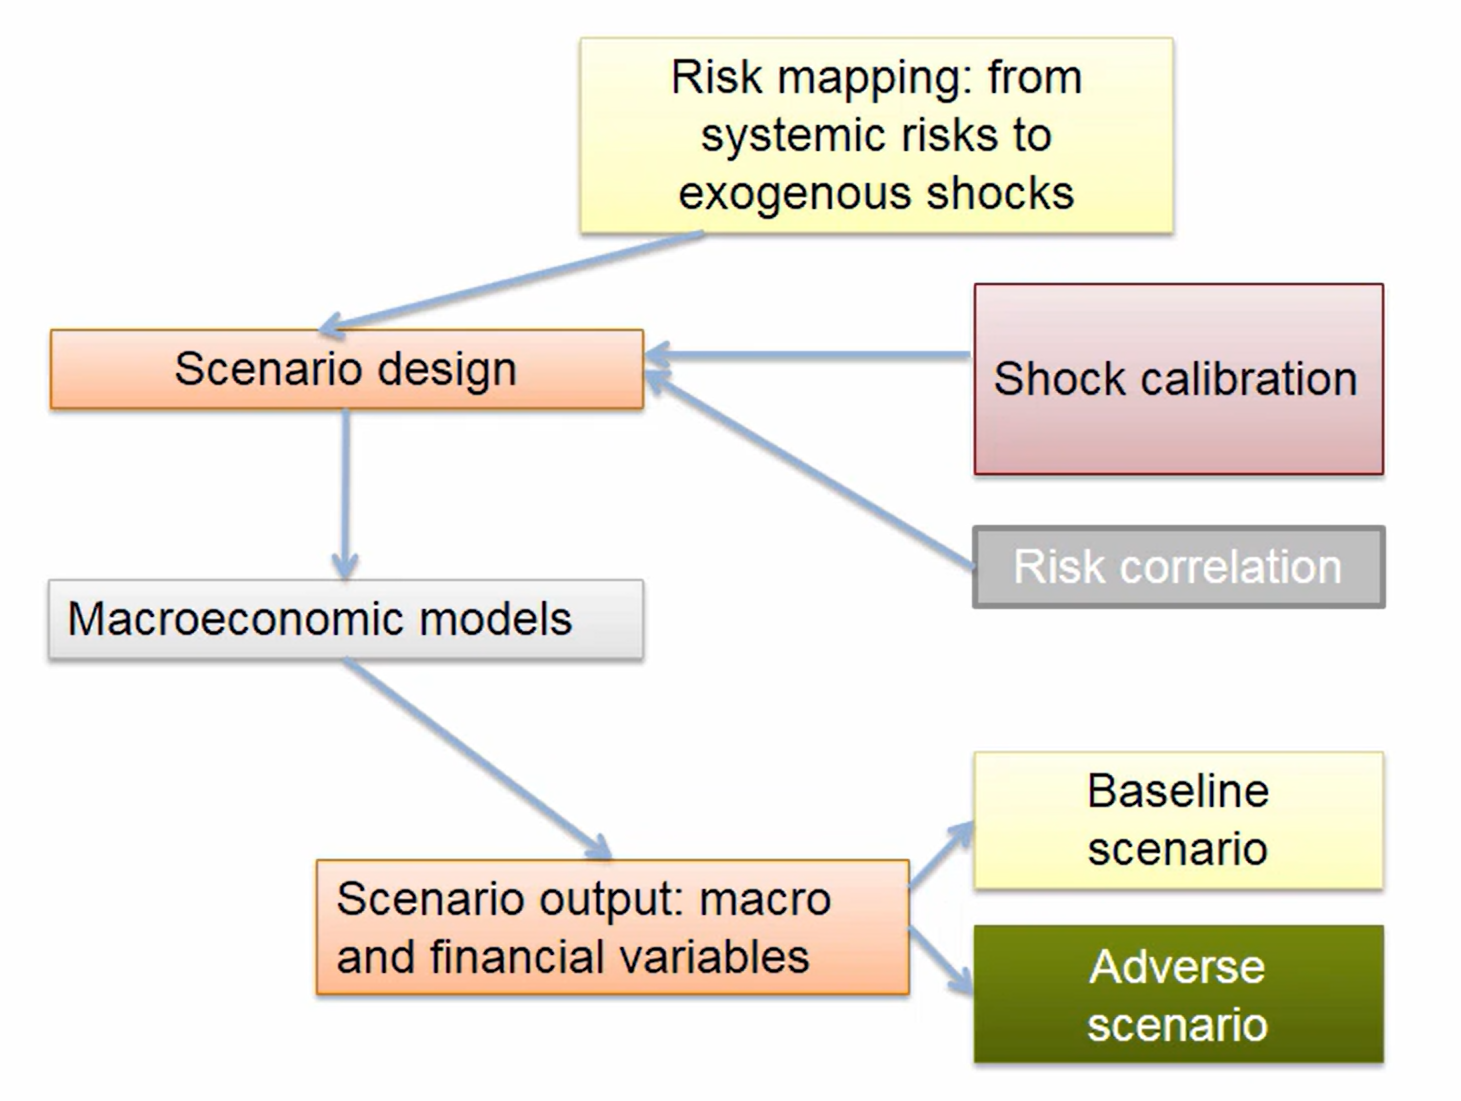 Risk mapping: from
systemic risks to
exogenous shocks
Scenario design
Shock calibration
Risk correlation
Macroeconomic models
Baseline
scenario
Scenario output: macro
and financial variables
Adverse
scenario